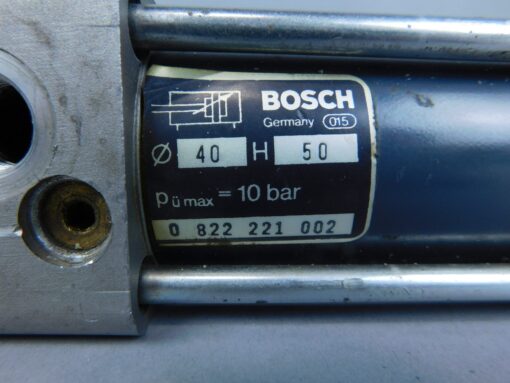 BOSCH
Germany 015
Ø 40 H 50
pü max = 10 bar
0 822 221 002